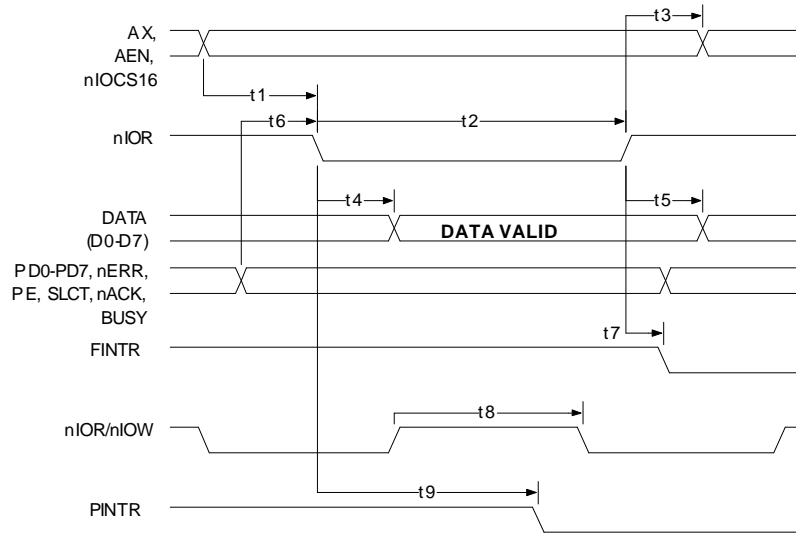 AX,
AEN,
nIOCS16
t3
t1
t6
t2
nIOR
t4
t5
DATA
(D0-D7)
DATA VALID
PD0-PD7, nERR,
PE, SLCT, nACK,
BUSY
t7
FINTR
t8
nIOR/nIOW
t9
PINTR